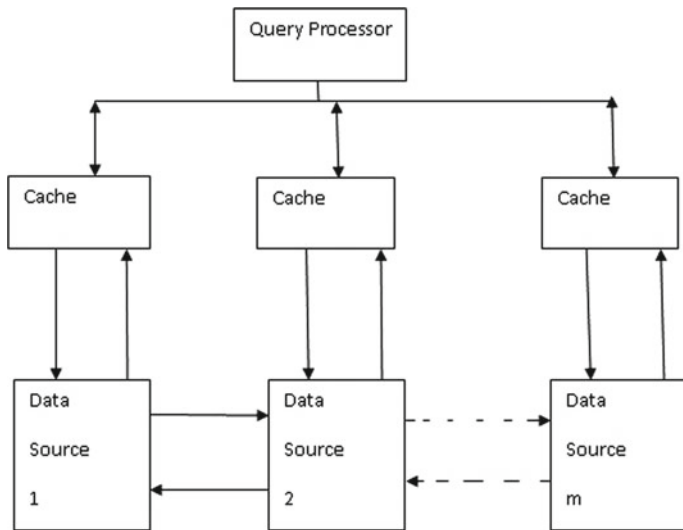 Query Processor
Cache
Cache
Cache
Data
Source
1
Data
Source
2
Data
Source
m